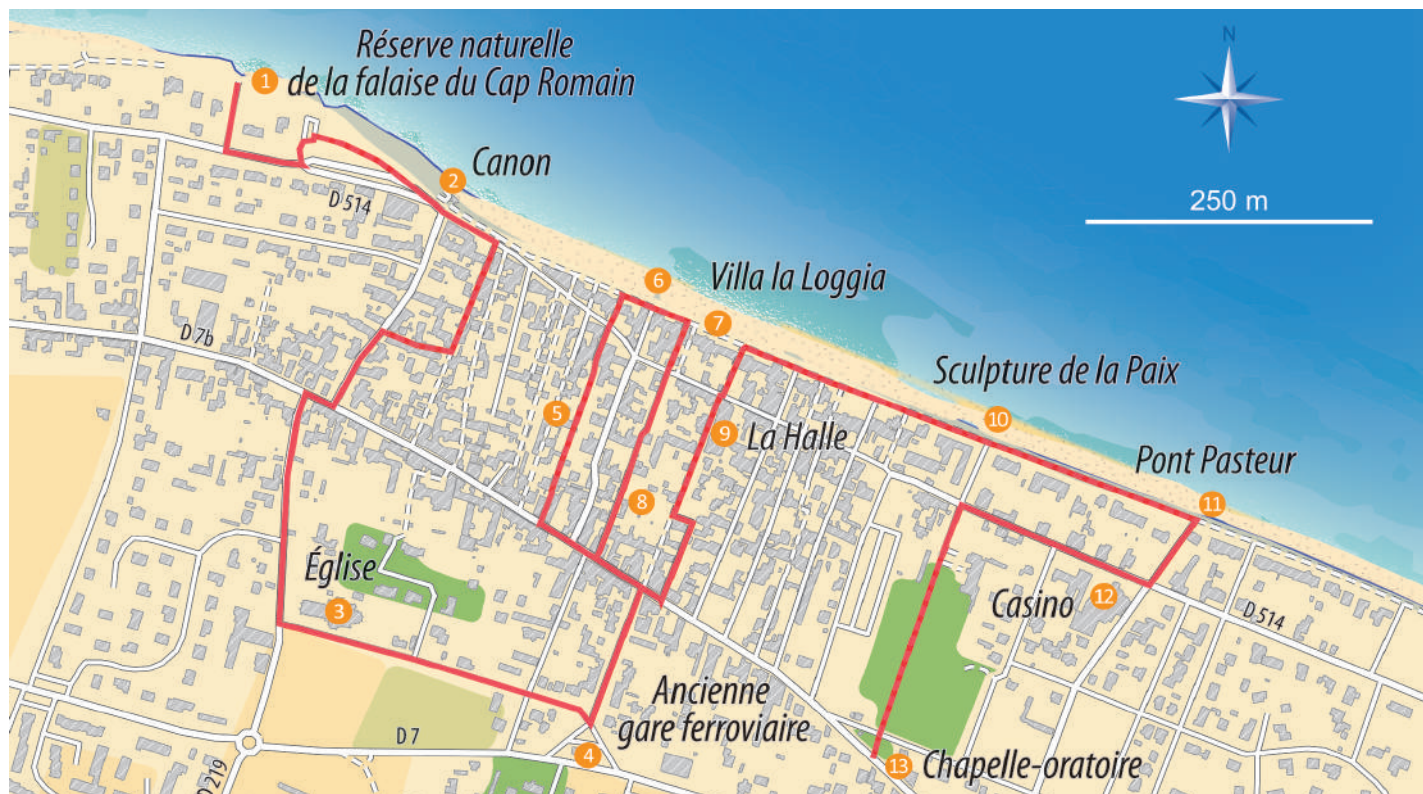 Réserve naturelle
1 de la falaise du Cap Romain
N
2 Canon
250 m
D 514
6 Villa la Loggia
7
D 7b
Sculpture de la Paix
10
5
9 La Halle
Pont Pasteur
11
8
Église
3
Casino 12
D 514
Ancienne
gare ferroviaire
D 7
4
13 Chapelle-oratoire
D 219